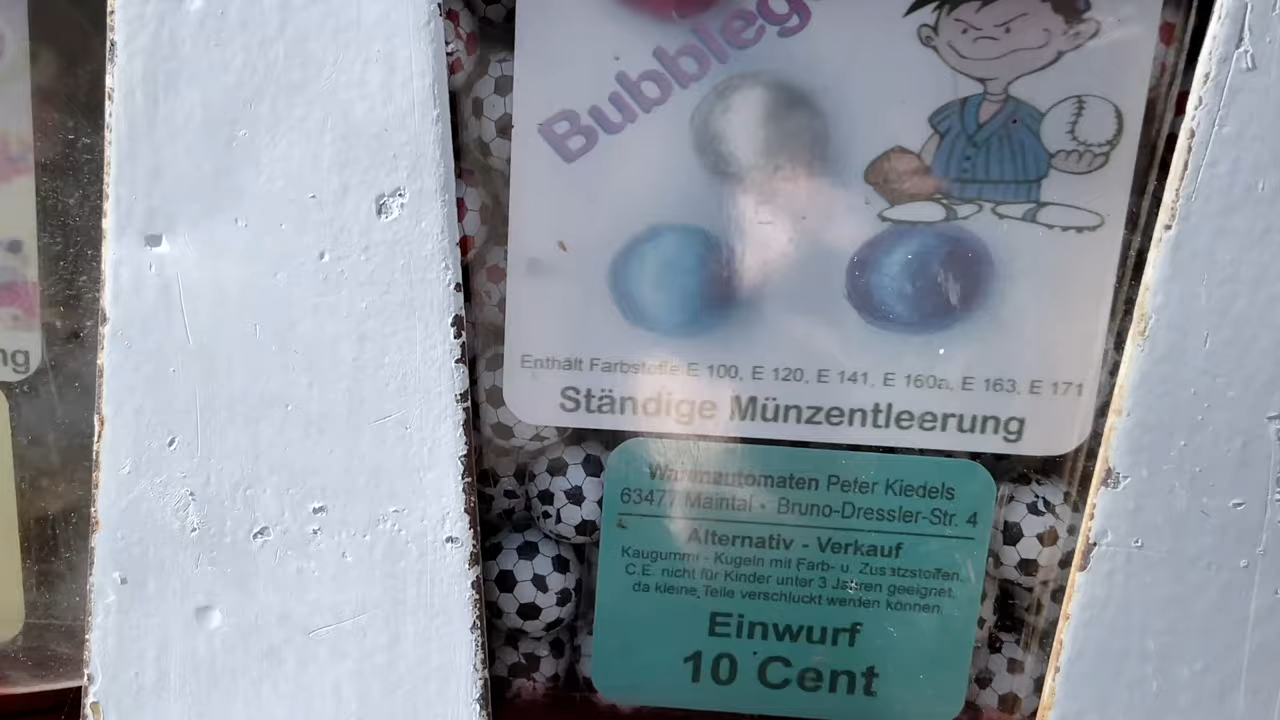 Bubbleg
ng
Enthält Farbstoffe E 100, E 120, E 141, E 160a, E 163, E 171
Ständige Münzentleerung
Warenautomaten Peter Kiedels
63477 Maintal • Bruno-Dressler-Str. 4
Alternativ - Verkauf
Kaugummi - Kugeln mit Farb- u. Zusatzstoffen.
C.E. nicht für Kinder unter 3 Jahren geeignet,
da kleine Teile verschluckt werden können.
Einwurf
10 Cent